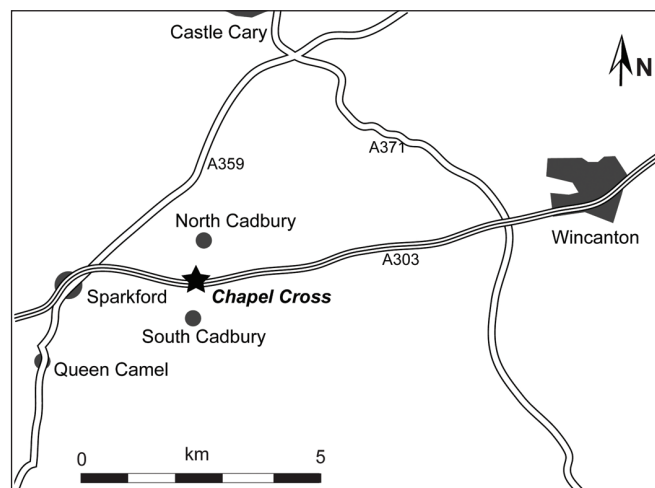 Castle Cary
N
A371
A359
North Cadbury
Wincanton
A303
Sparkford
Chapel Cross
South Cadbury
Queen Camel
0 km 5